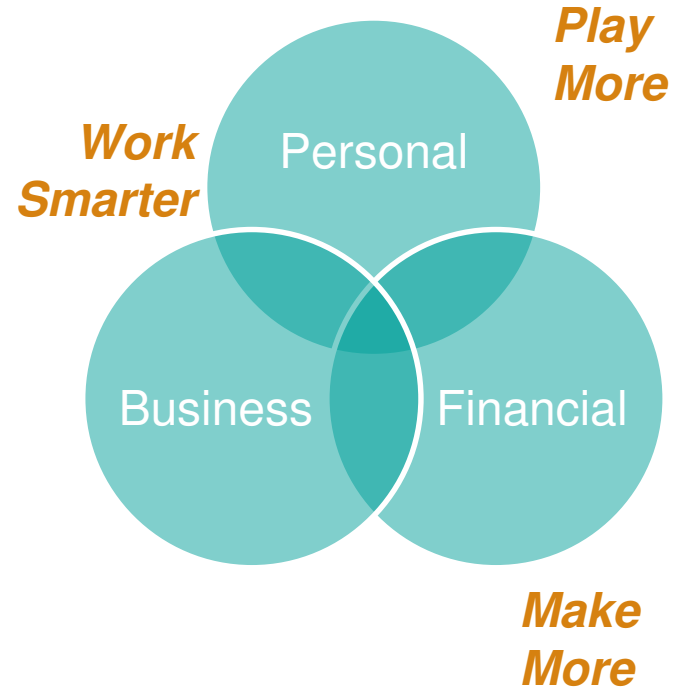 Play
More
Work
Smarter
Personal
Business
Financial
Make
More